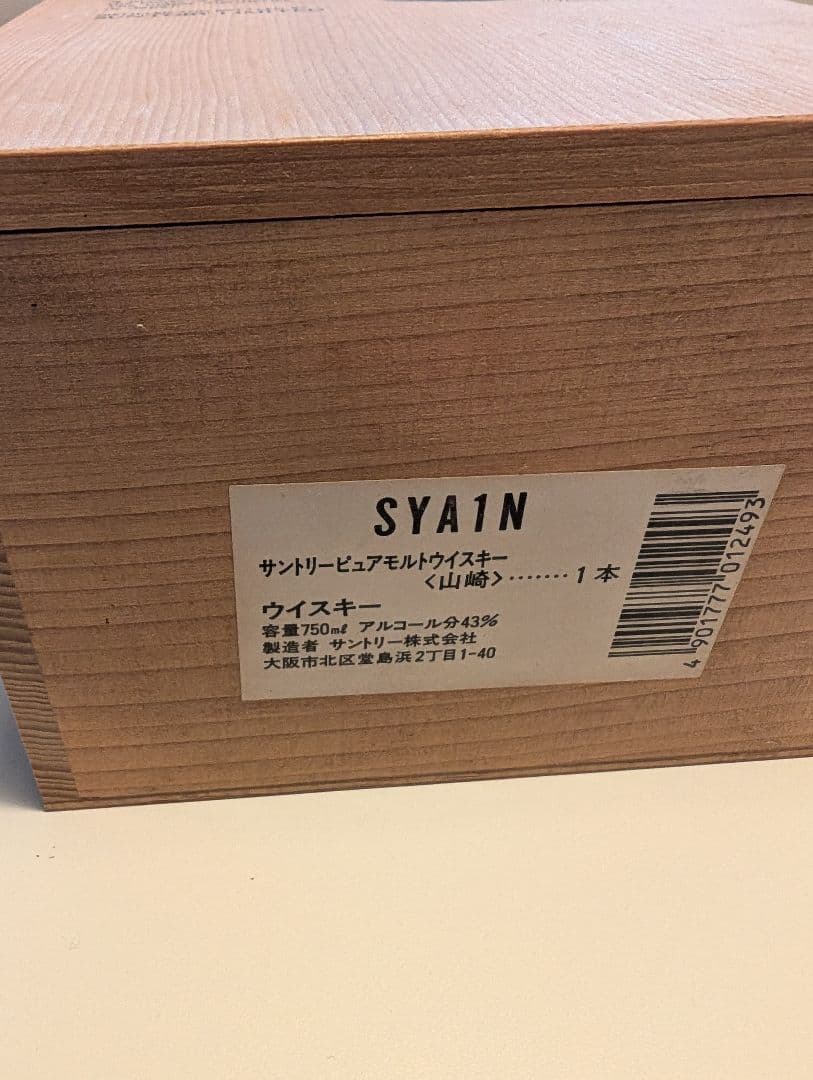 SYA1N
サントリーピュアモルトウイスキー
〈山崎〉‥‥‥‥1本
ウイスキー
容量750mℓ アルコール分43%
製造者 サントリー株式会社
大阪市北区堂島浜2丁目1-40
4 901777 012493